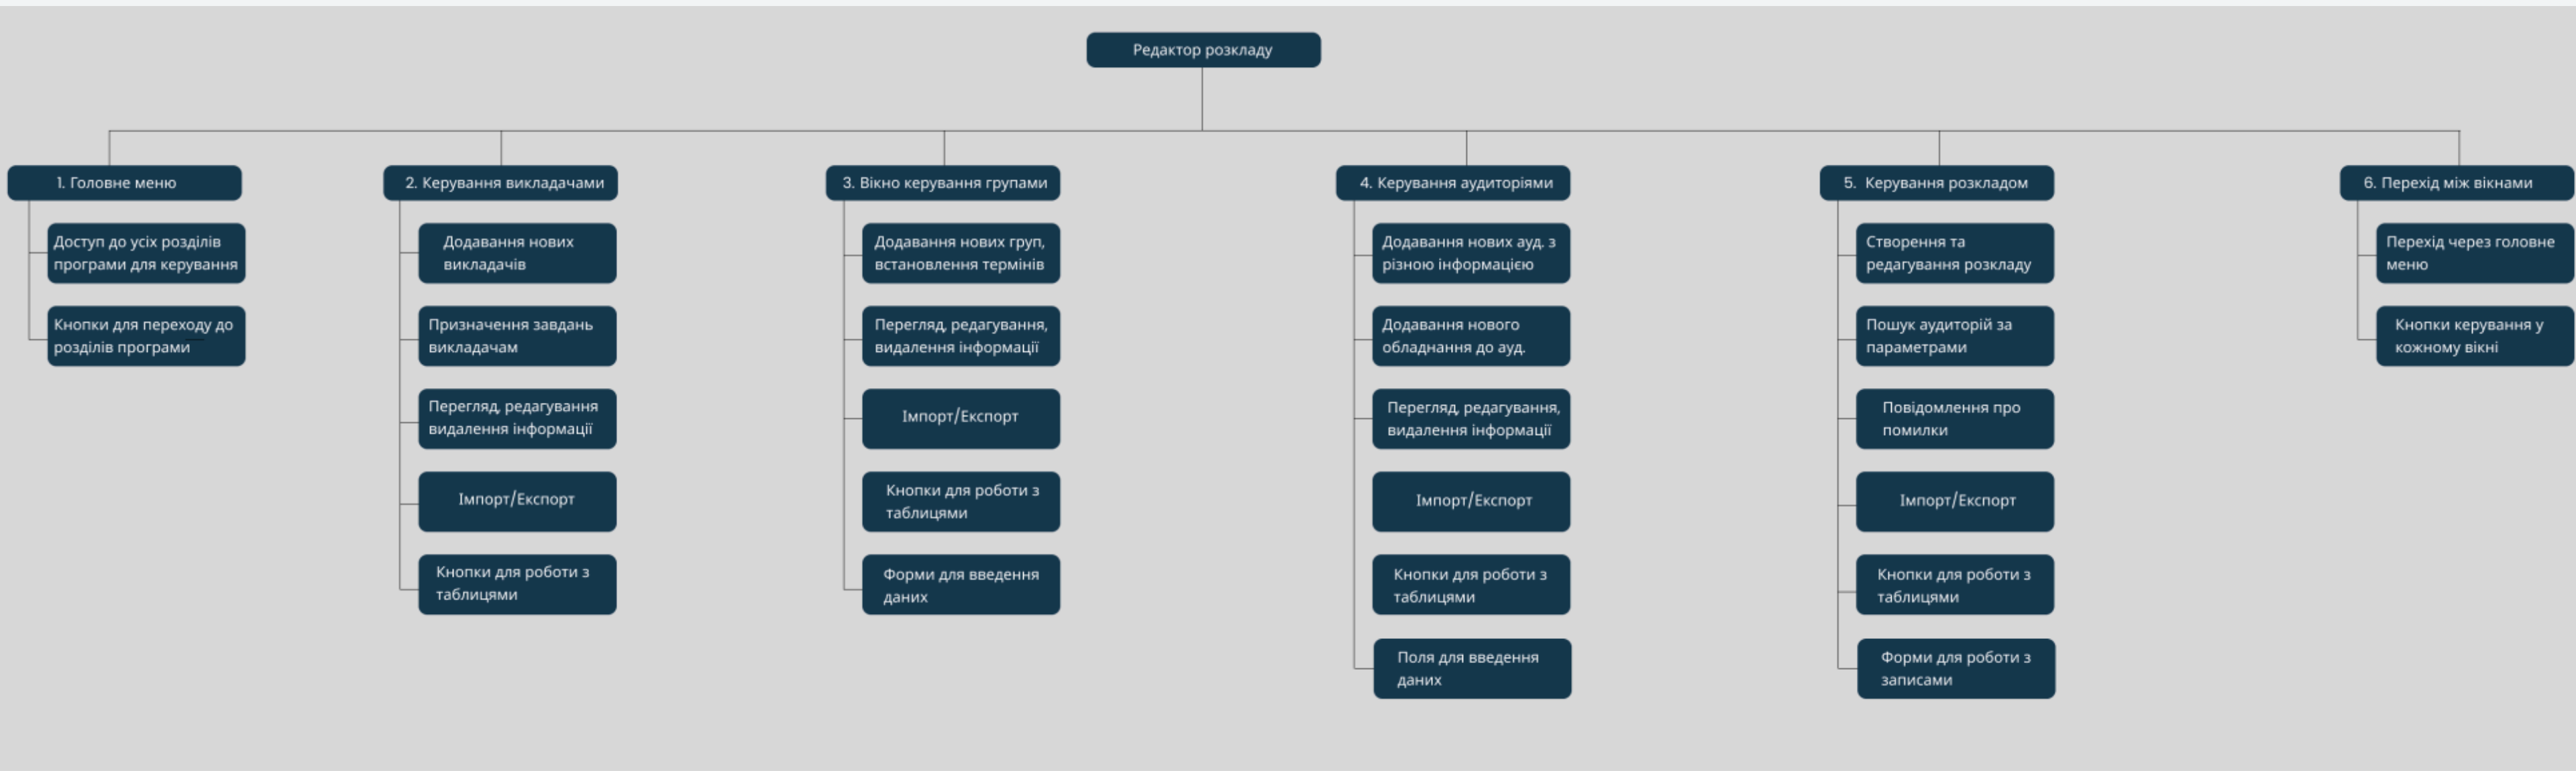 Редактор розкладу
1. Головне меню
Доступ до усіх розділів
програми для керування
Кнопки для переходу до
розділів програми
2. Керування викладачами
Додавання нових
викладачів
Призначення завдань
викладачам
Перегляд, редагування
видалення інформації
Імпорт/Експорт
Кнопки для роботи з
таблицями
3. Вікно керування групами
Додавання нових груп,
встановлення термінів
Перегляд, редагування,
видалення інформації
Імпорт/Експорт
Кнопки для роботи з
таблицями
Форми для введення
даних
4. Керування аудиторіями
Додавання нових ауд. з
різною інформацією
Додавання нового
обладнання до ауд.
Перегляд, редагування,
видалення інформації
Імпорт/Експорт
Кнопки для роботи з
таблицями
Поля для введення
даних
5. Керування розкладом
Створення та
редагування розкладу
Пошук аудиторій за
параметрами
Повідомлення про
помилки
Імпорт/Експорт
Кнопки для роботи з
таблицями
Форми для роботи з
записами
6. Перехід між вікнами
Перехід через головне
меню
Кнопки керування у
кожному вікні